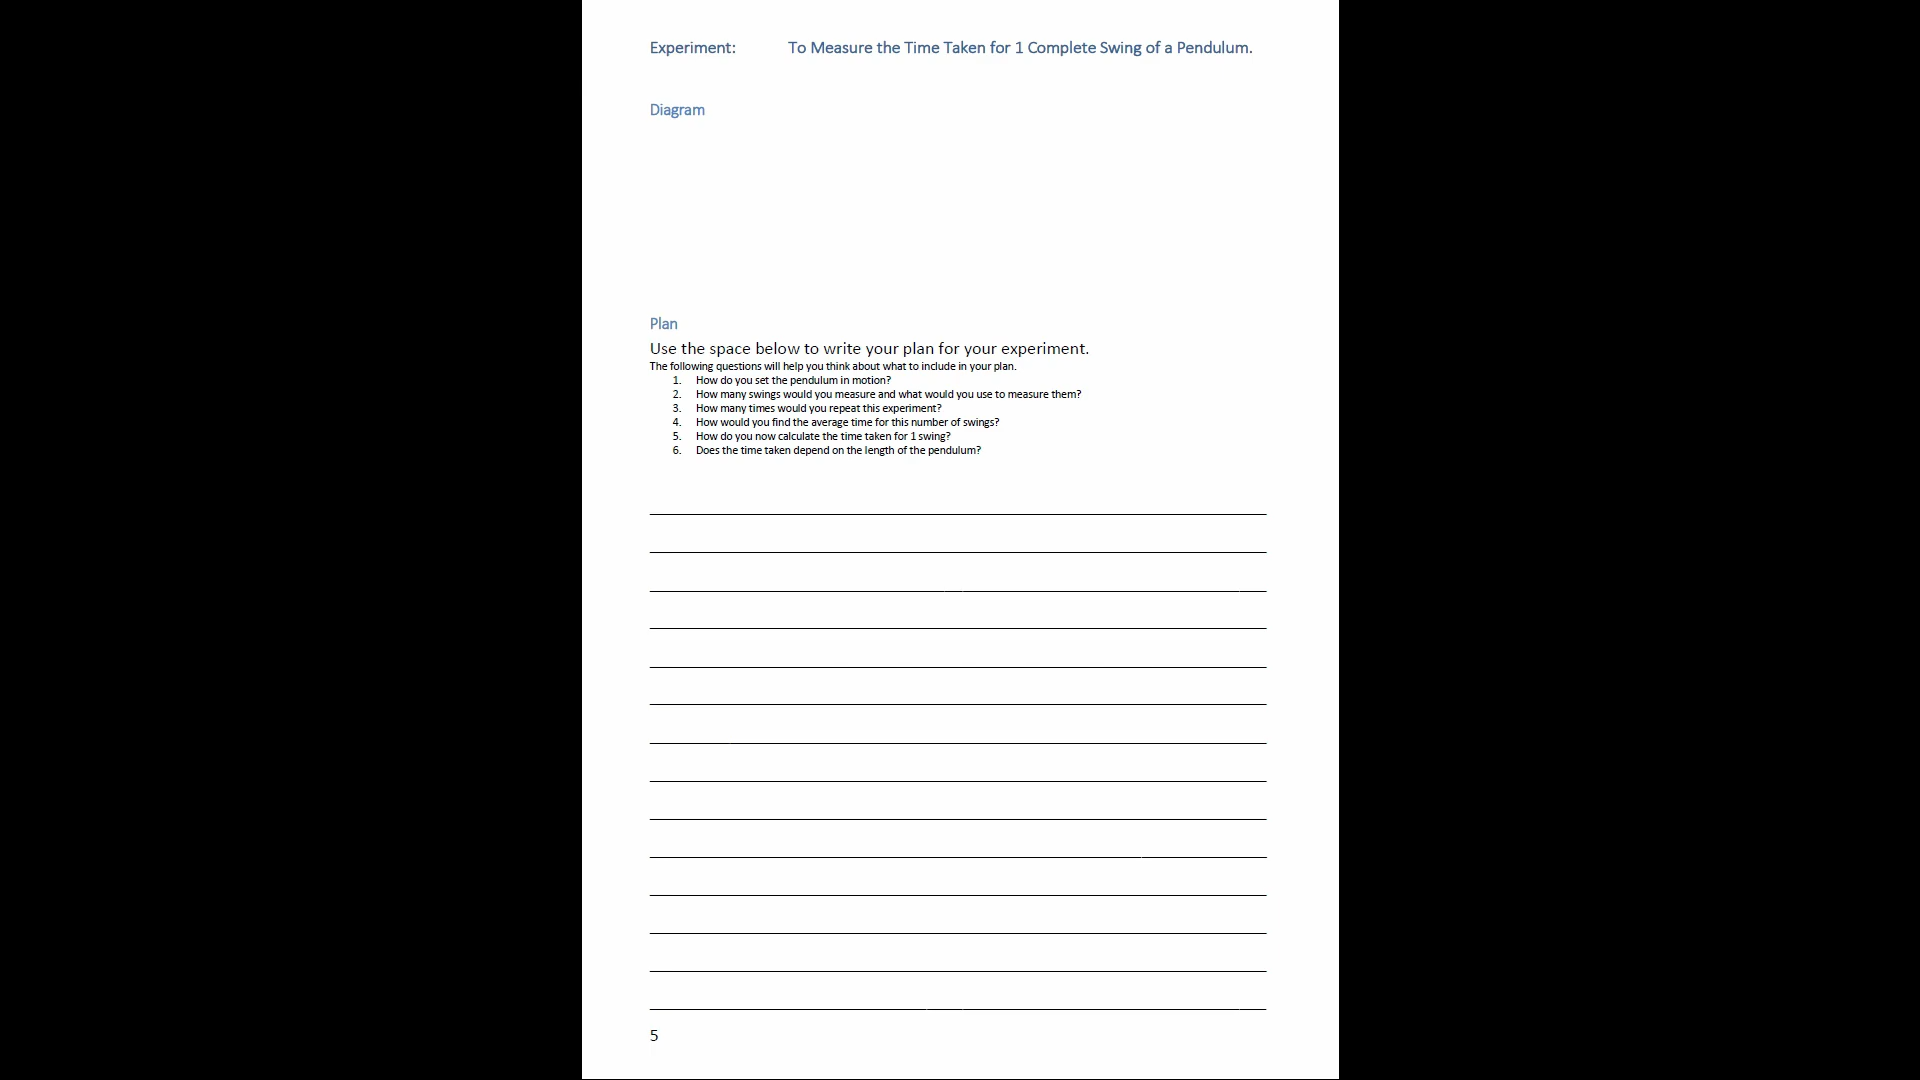 Experiment: To Measure the Time Taken for 1 Complete Swing of a Pendulum.
Diagram
Plan
Use the space below to write your plan for your experiment.
The following questions will help you think about what to include in your plan.
1. How do you set the pendulum in motion?
2. How many swings would you measure and what would you use to measure them?
3. How many times would you repeat this experiment?
4. How would you find the average time for this number of swings?
5. How do you now calculate the time taken for 1 swing?
6. Does the time taken depend on the length of the pendulum?
5